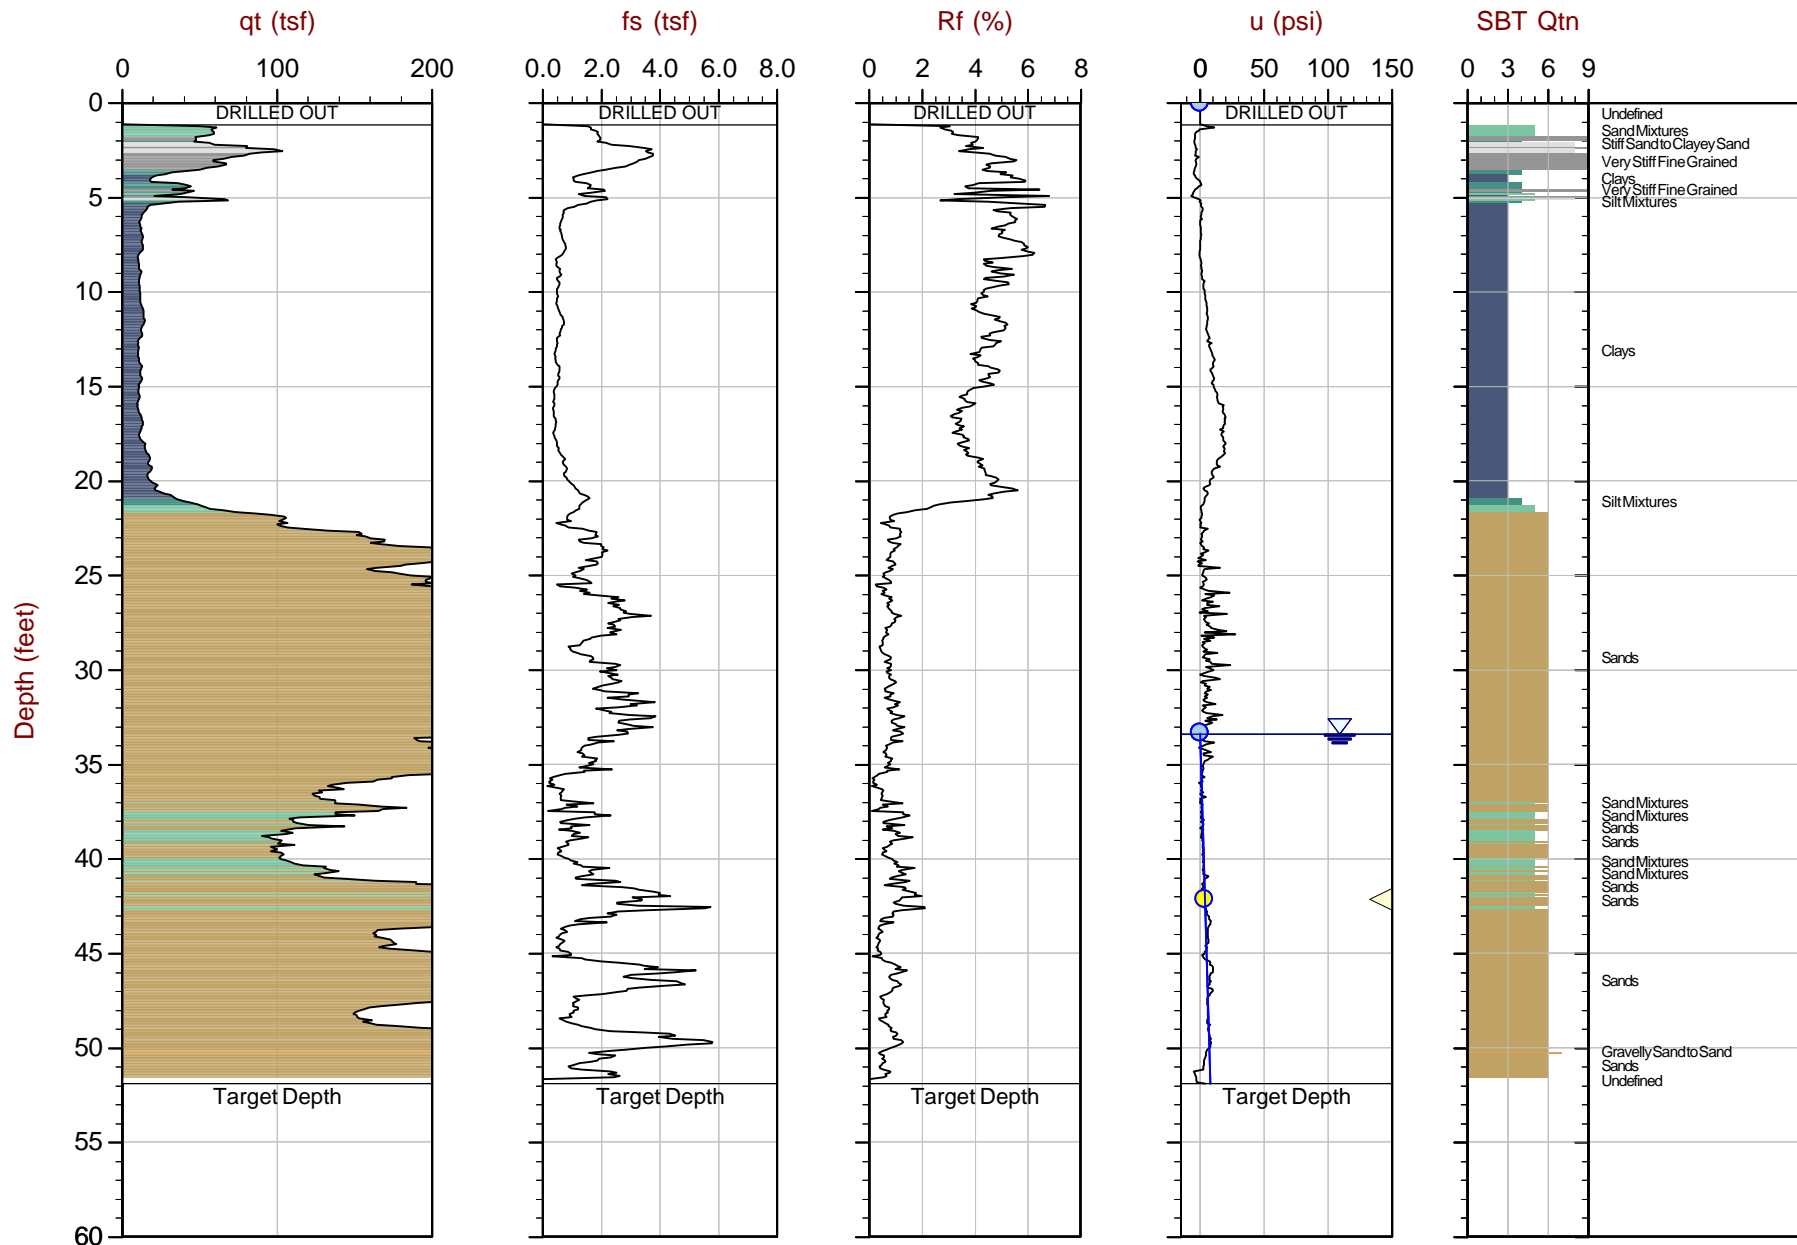 qt (tsf)
fs (tsf)
Rf (%)
u (psi)
SBT Qtn
0 100 200
0.0 2.0 4.0 6.0 8.0
0 2 4 6 8
0 50 100 150
0 3 6 9
Depth (feet)
0
5
10
15
20
25
30
35
40
45
50
55
60
DRILLED OUT
DRILLED OUT
DRILLED OUT
DRILLED OUT
Undefined
Sand Mixtures
Stiff Sand to Clayey Sand
Very Stiff Fine Grained
Clays
Very Stiff Fine Grained
Silt Mixtures
Clays
Silt Mixtures
Sands
Sand Mixtures
Sand Mixtures
Sands
Sands
Sand Mixtures
Sand Mixtures
Sands
Sands
Sands
Gravelly Sand to Sand
Sands
Undefined
Target Depth
Target Depth
Target Depth
Target Depth